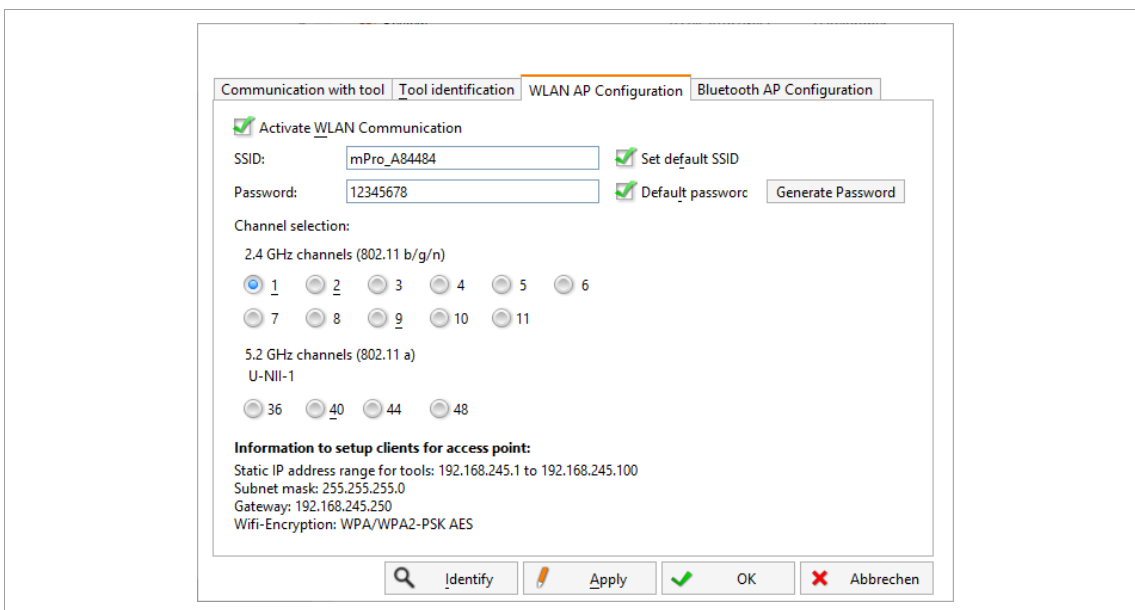 Communication with tool Tool identification WLAN AP Configuration Bluetooth AP Configuration
Activate WLAN Communication
SSID: mPro_A84484 Set default SSID
Password: 12345678 Default passworc Generate Password
Channel selection:
2.4 GHz channels (802.11 b/g/n)
1 2 3 4 5 6
7 8 9 10 11
5.2 GHz channels (802.11 a)
U-NII-1
36 40 44 48
Information to setup clients for access point:
Static IP address range for tools: 192.168.245.1 to 192.168.245.100
Subnet mask: 255.255.255.0
Gateway: 192.168.245.250
Wifi-Encryption: WPA/WPA2-PSK AES
Identify Apply OK Abbrechen